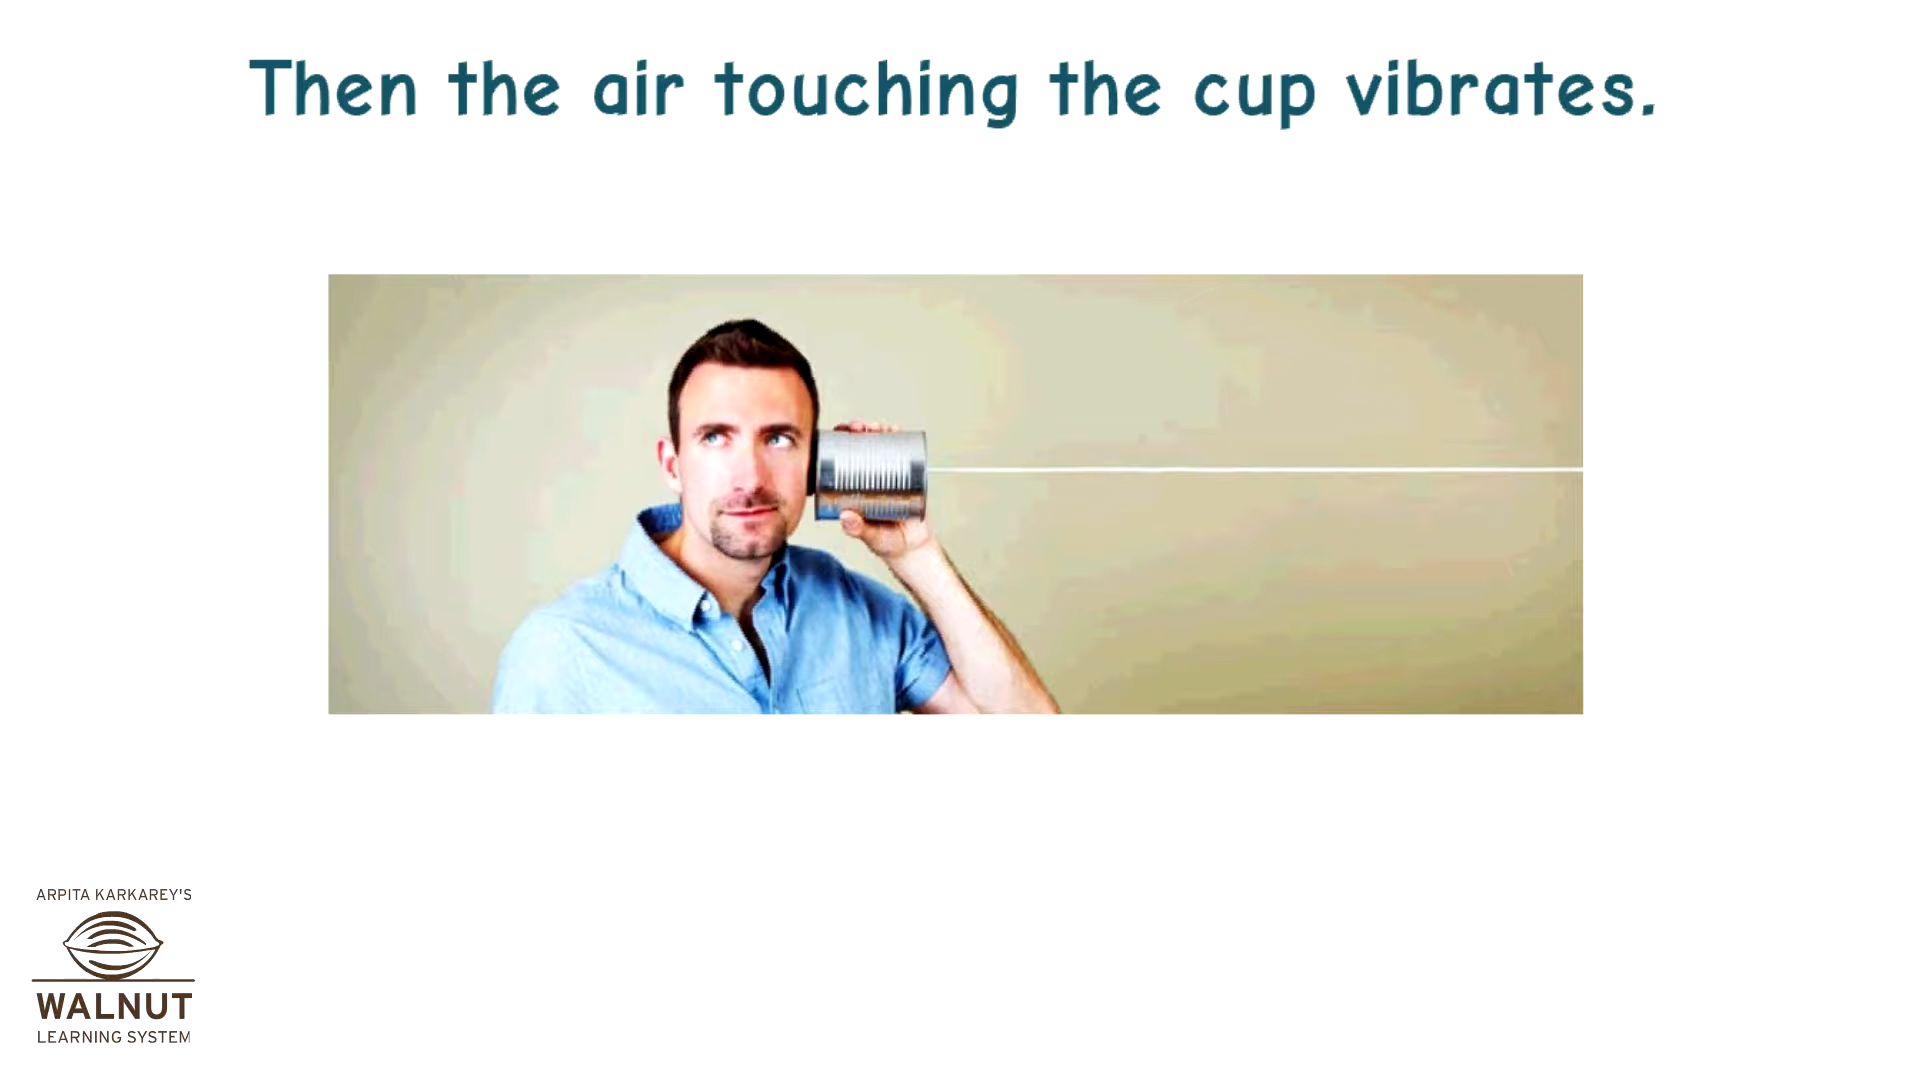 Then the air touching the cup vibrates.
ARPITA KARKAREY'S
WALNUT
LEARNING SYSTEM